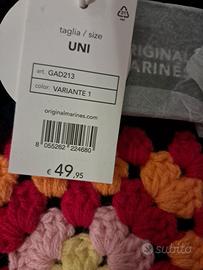 taglia / size
UNI
art. GAD213
color: VARIANTE 1
originalmarines.com
8 055262 224680
€ 49,95
ORIGINAL
MARINES
subito